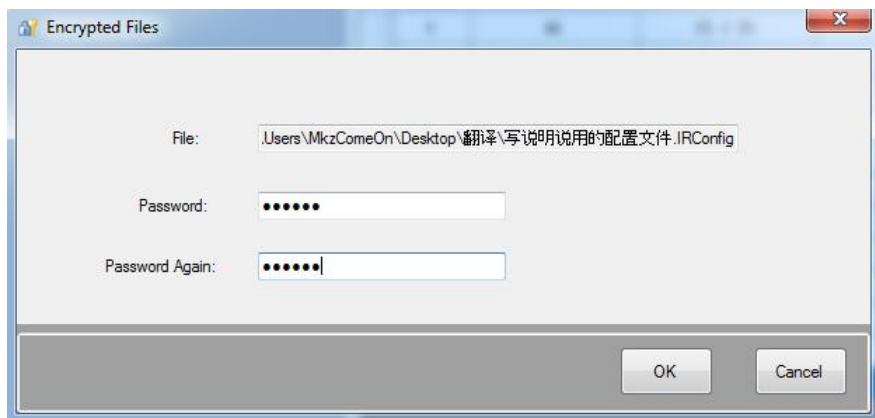 Encrypted Files
File:
.Users\MkzComeOn\Desktop\翻译\写说明说用的配置文件.IRConfig
Password:
●●●●●●
Password Again:
●●●●●●
OK
Cancel